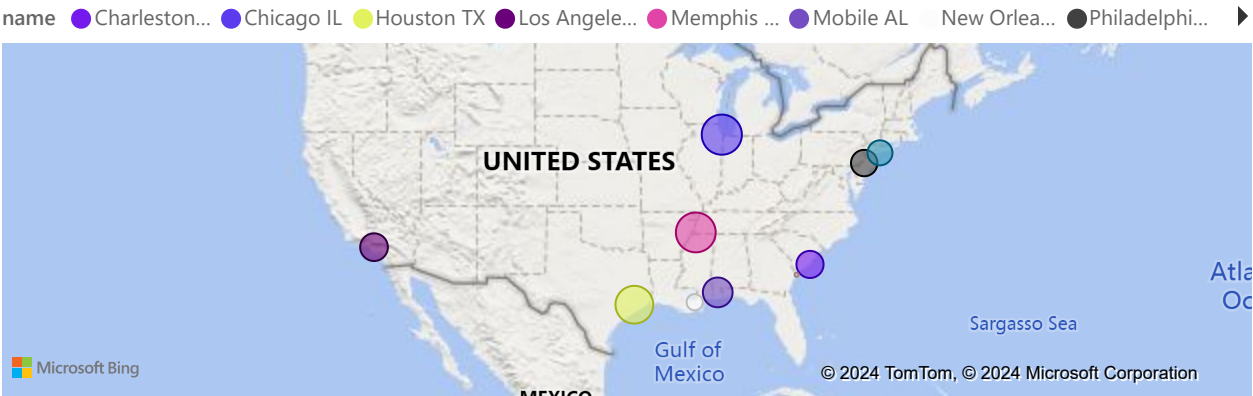 name Charleston... Chicago IL Houston TX Los Angele... Memphis ... Mobile AL New Orlea... Philadelphi...
UNITED STATES
Atla
Oc
Sargasso Sea
Gulf of
Mexico
Microsoft Bing
© 2024 TomTom, © 2024 Microsoft Corporation
MEXICO